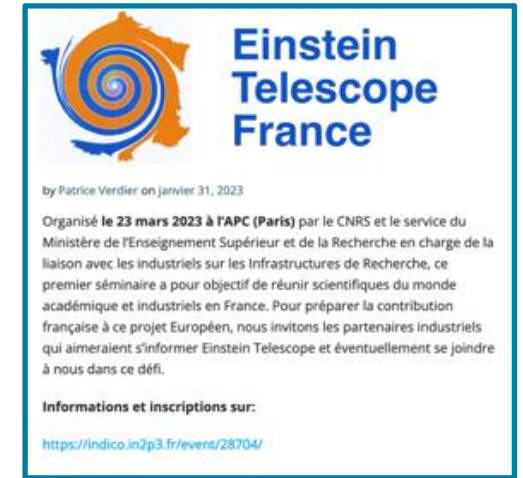 Einstein
Telescope
France
by Patrice Verdier on janvier 31, 2023
Organisé le 23 mars 2023 à l'APC (Paris) par le CNRS et le service du
Ministère de l'Enseignement Supérieur et de la Recherche en charge de la
liaison avec les industriels sur les Infrastructures de Recherche, ce
premier séminaire a pour objectif de réunir scientifiques du monde
académique et industriels en France. Pour préparer la contribution
française à ce projet Européen, nous invitons les partenaires industriels
qui aimeraient s'informer Einstein Telescope et éventuellement se joindre
à nous dans ce défi.
Informations et inscriptions sur:
https://indico.in2p3.fr/event/28704/